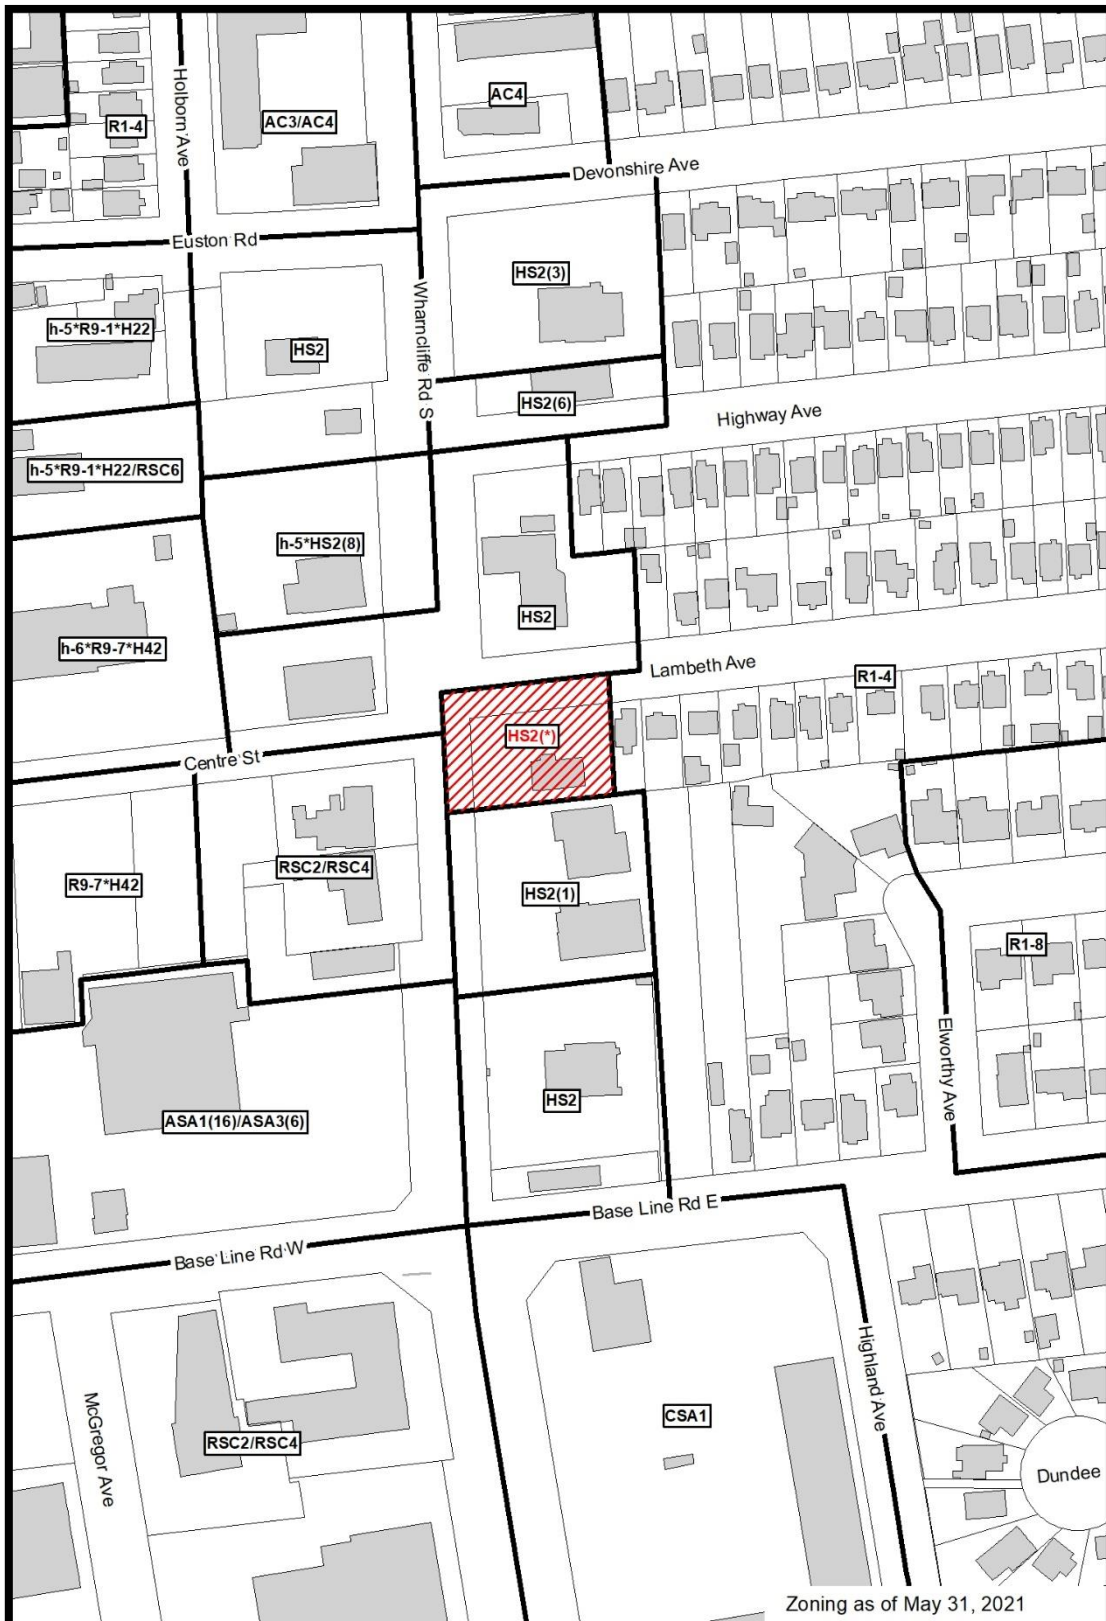 Holborn Ave
R1-4
AC3/AC4
AC4
Devonshire Ave
Euston Rd
HS2(3)
Wharncliffe Rd S
h-5*R9-1*H22
HS2
HS2(6)
Highway Ave
h-5*R9-1*H22/RSC6
h-5*HS2(8)
HS2
h-6*R9-7*H42
Lambeth Ave
R1-4
HS2(*)
Centre St
RSC2/RSC4
R9-7*H42
HS2(1)
R1-8
Elworthy Ave
HS2
ASA1(16)/ASA3(6)
Base Line Rd E
Base Line Rd W
Highland Ave
McGregor Ave
CSA1
RSC2/RSC4
Dundee
Zoning as of May 31, 2021